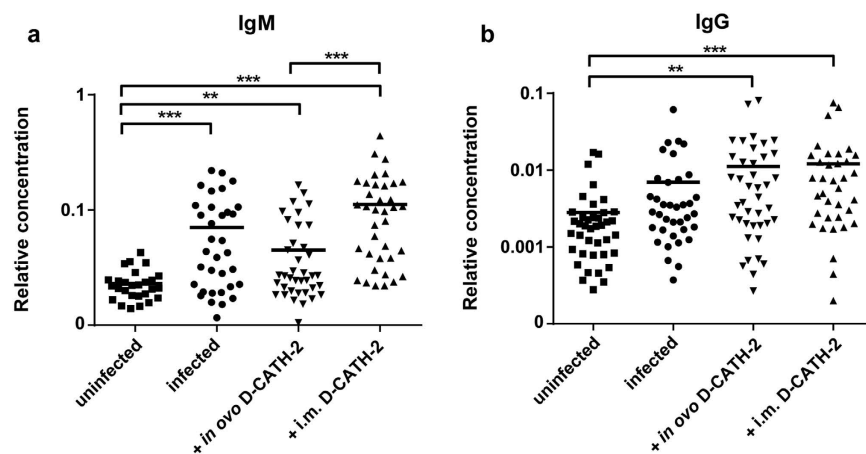 a
IgM
Relative concentration
1
0.1
0
***
***
**
***
uninfected
infected
+ in ovo D-CATH-2
+ i.m. D-CATH-2
b
IgG
Relative concentration
0.1
0.01
0.001
0
***
**
uninfected
infected
+ in ovo D-CATH-2
+ i.m. D-CATH-2